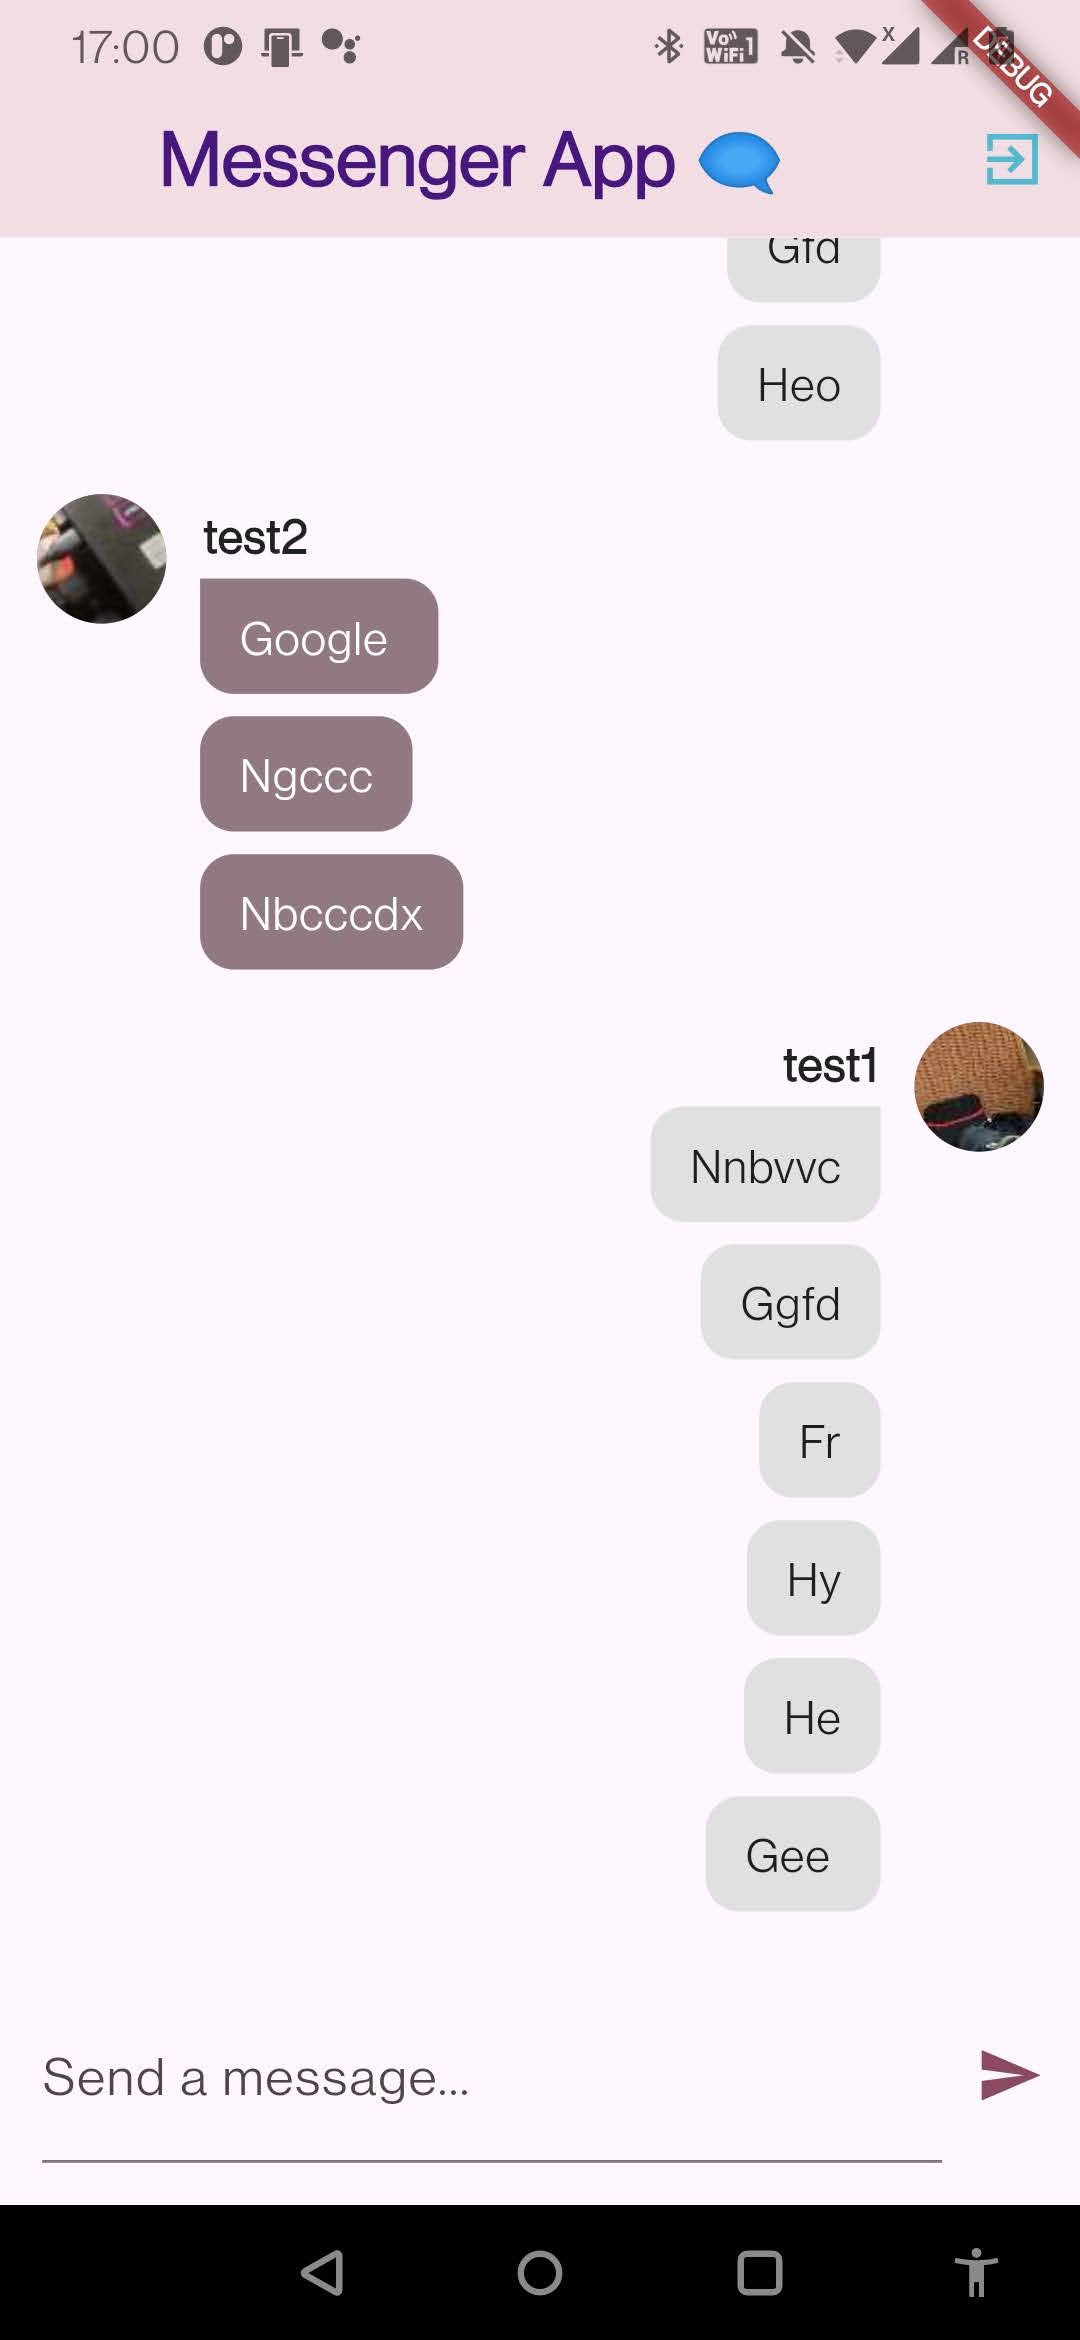 17:00
Vo)) WiFi 1
X
R
DEBUG
Messenger App
Gfd
Heo
test2
Google
Ngccc
Nbcccdx
test1
Nnbvvc
Ggfd
Fr
Hy
He
Gee
Send a message...